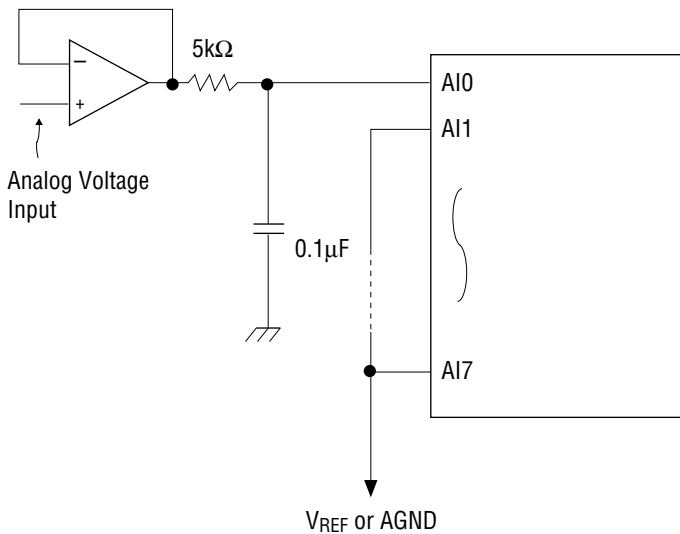 5kΩ
−
+
Analog Voltage
Input
0.1μF
AI0
AI1
AI7
VREF or AGND